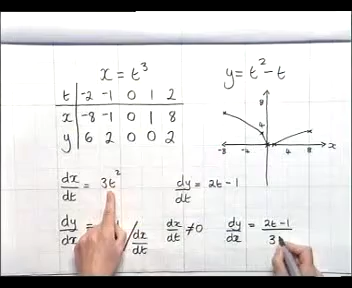 x = t³ y = t² - t
t -2 -1 0 1 2
x -8 -1 0 1 8
y 6 2 0 0 2
8
4
-8 -4 4 8 x
dx/dt = 3t² dy/dt = 2t - 1
dy/dx = / dx/dt dx/dt ≠ 0 dy/dx = 2t - 1 / 3